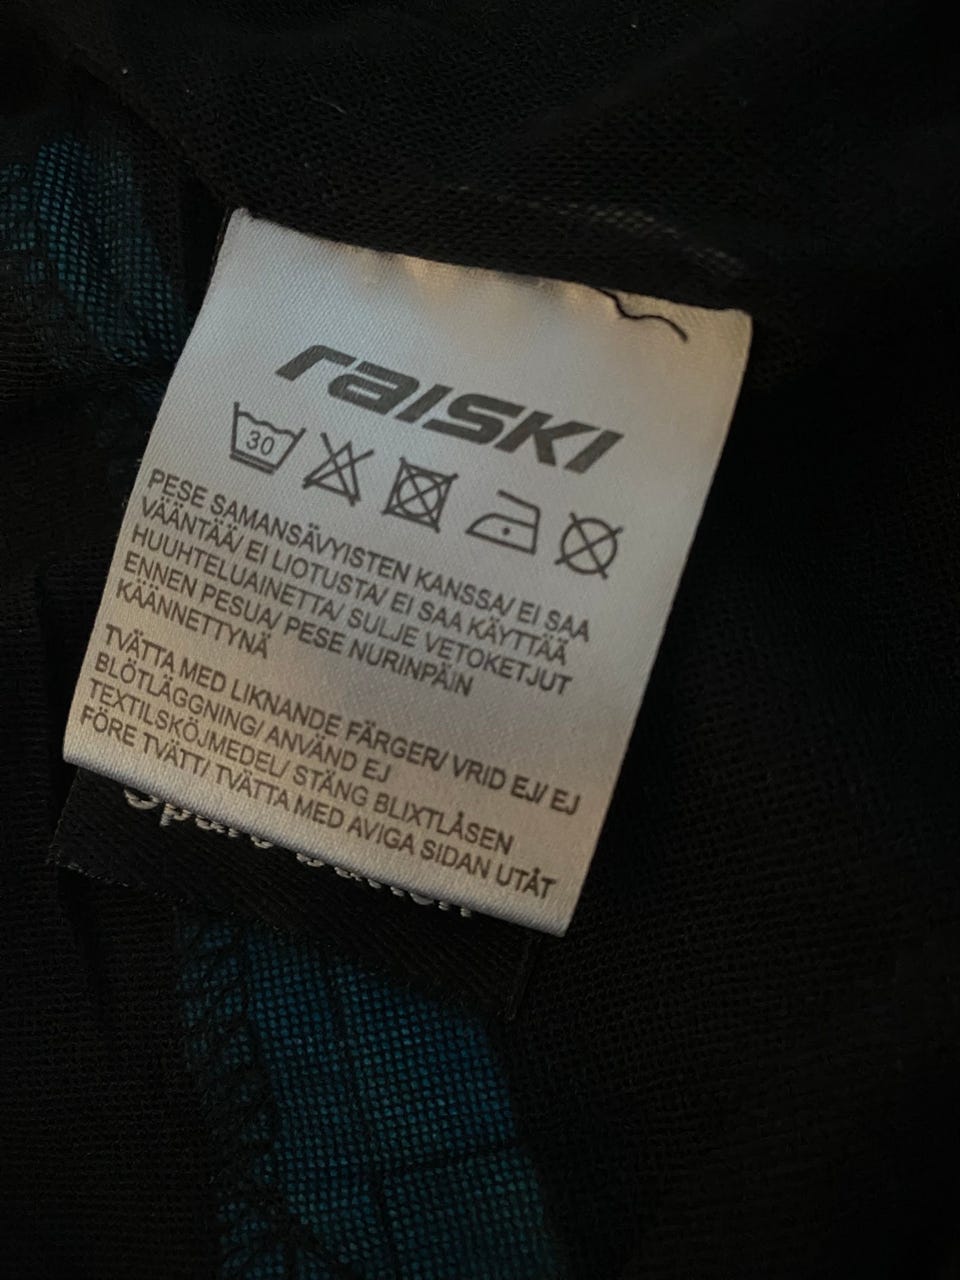 raiSKI
30
PESE SAMANSÄVYISTEN KANSSA/ EI SAA
VÄÄNTÄÄ/ EI LIOTUSTA/ EI SAA KÄYTTÄÄ
HUUHTELUAINETTA/ SULJE VETOKETJUT
ENNEN PESUA/ PESE NURINPÄIN
KÄÄNNETTYNÄ
TVÄTTA MED LIKNANDE FÄRGER/ VRID EJ/ EJ
BLÖTLÄGGNING/ ANVÄND EJ
TEXTILSKÖJMEDEL/ STÄNG BLIXTLÅSEN
FÖRE TVÄTT/ TVÄTTA MED AVIGA SIDAN UTÅT